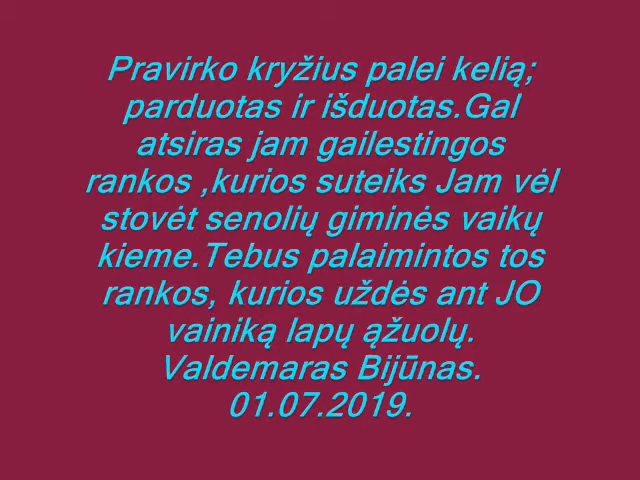 Pravirko kryžius palei kelią;
parduotas ir išduotas.Gal
atsiras jam gailestingos
rankos ,kurios suteiks Jam vėl
stovėt senolių giminės vaikų
kieme.Tebus palaimintos tos
rankos, kurios uždės ant JO
vainiką lapų ąžuolų.
Valdemaras Bijūnas.
01.07.2019.